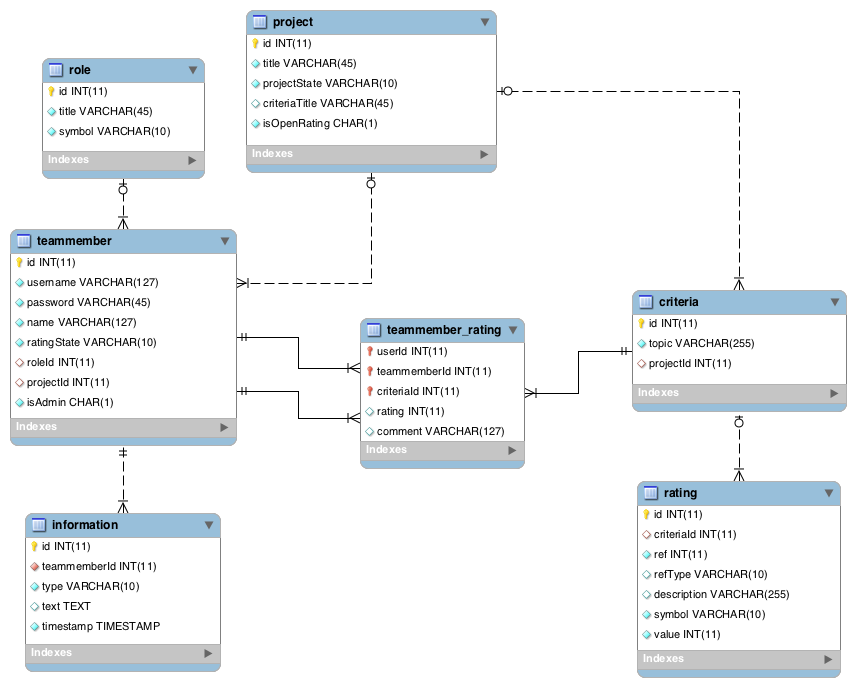 project
id INT(11)
title VARCHAR(45)
projectState VARCHAR(10)
criteriaTitle VARCHAR(45)
isOpenRating CHAR(1)
Indexes
role
id INT(11)
title VARCHAR(45)
symbol VARCHAR(10)
Indexes
teammember
id INT(11)
username VARCHAR(127)
password VARCHAR(45)
name VARCHAR(127)
ratingState VARCHAR(10)
roleId INT(11)
projectId INT(11)
isAdmin CHAR(1)
Indexes
teammember_rating
userId INT(11)
teammemberId INT(11)
criteriaId INT(11)
rating INT(11)
comment VARCHAR(127)
Indexes
criteria
id INT(11)
topic VARCHAR(255)
projectId INT(11)
Indexes
information
id INT(11)
teammemberId INT(11)
type VARCHAR(10)
text TEXT
timestamp TIMESTAMP
Indexes
rating
id INT(11)
criteriaId INT(11)
ref INT(11)
refType VARCHAR(10)
description VARCHAR(255)
symbol VARCHAR(10)
value INT(11)
Indexes